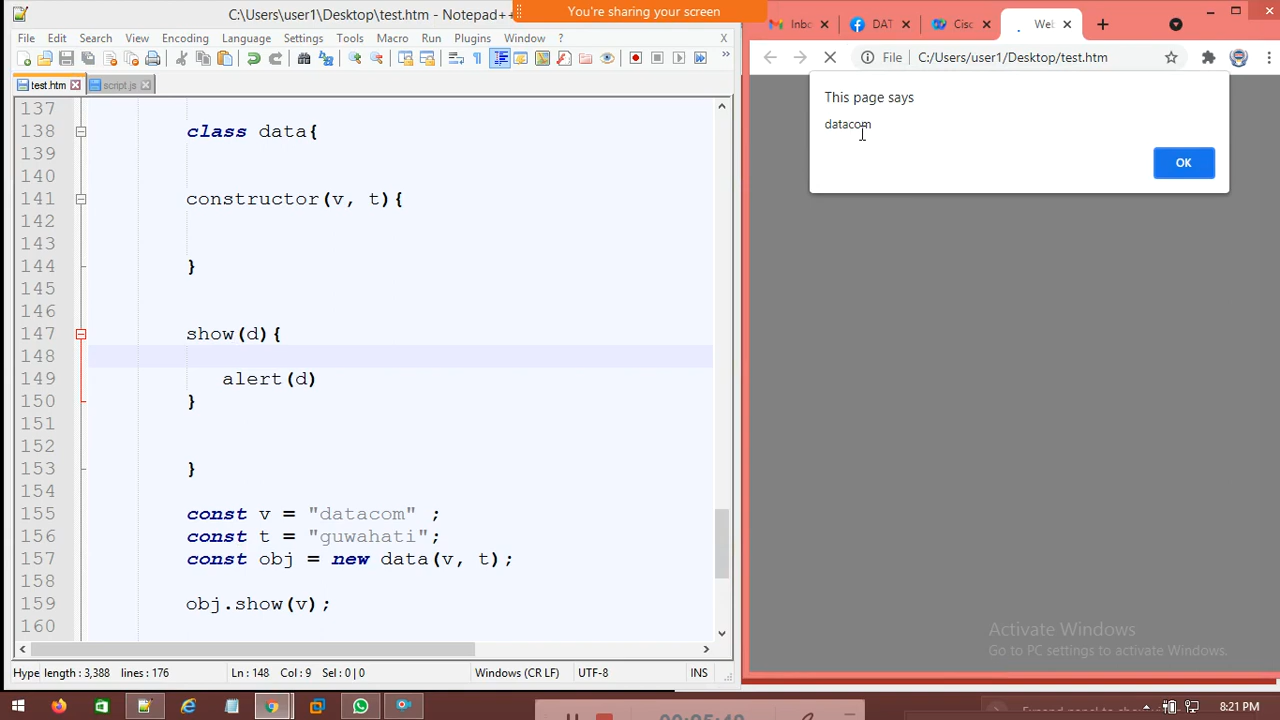 C:\Users\user1\Desktop\test.htm - Notepad++
You're sharing your screen
File Edit Search View Encoding Language Settings Tools Macro Run Plugins Window ? X
test.htm
script.js
137
138 class data{
139
140
141 constructor(v, t){
142
143
144 }
145
146
147 show(d){
148
149 alert(d)
150 }
151
152
153 }
154
155 const v = "datacom" ;
156 const t = "guwahati";
157 const obj = new data(v, t);
158
159 obj.show(v);
160
Hype length : 3,388 lines : 176 Ln : 148 Col : 9 Sel : 0 | 0 Windows (CR LF) UTF-8 INS
Inbo
DAT
Cisc
Web
File C:/Users/user1/Desktop/test.htm
This page says
datacom
OK
Activate Windows
Go to PC settings to activate Windows.
8:21 PM